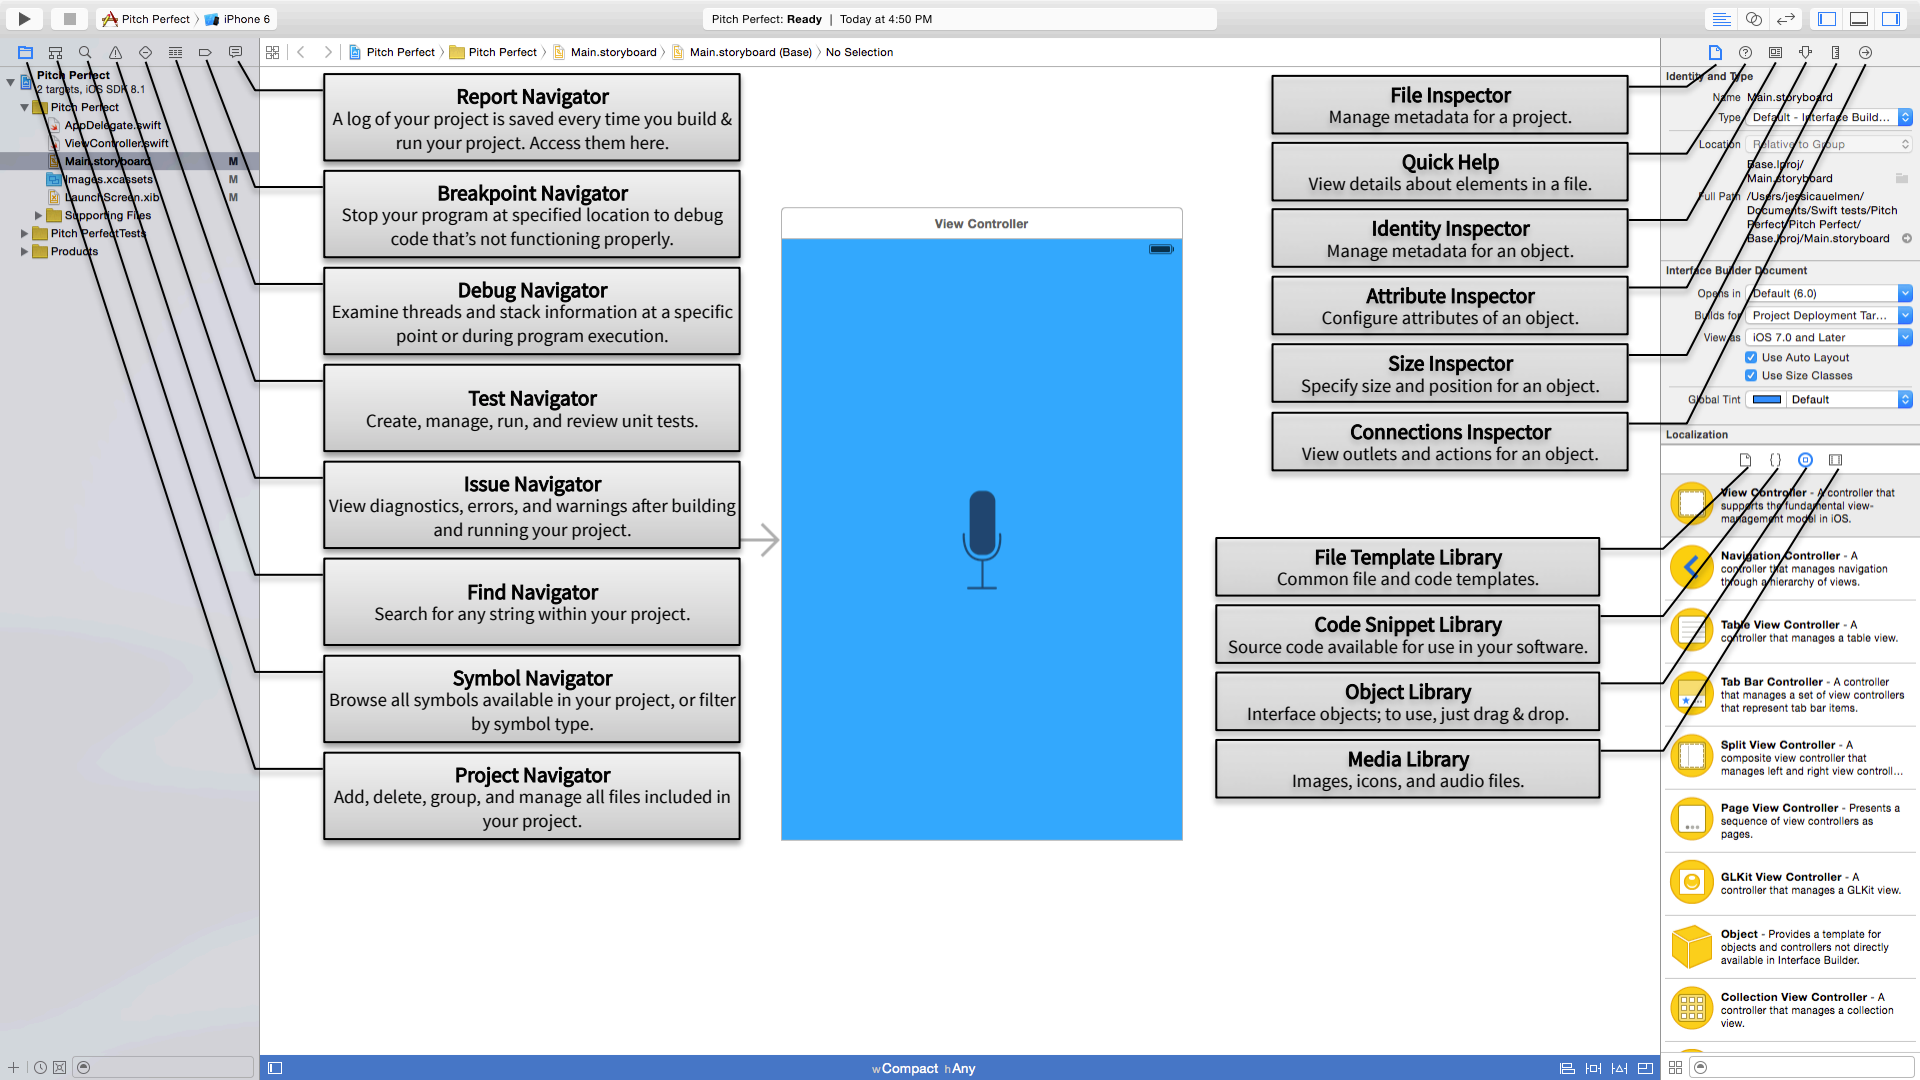 Pitch Perfect
iPhone 6
Pitch Perfect: Ready | Today at 4:50 PM
Pitch Perfect
Pitch Perfect
Main.storyboard
Main.storyboard (Base)
No Selection
Pitch Perfect
2 targets, iOS SDK 8.1
Pitch Perfect
AppDelegate.swift
ViewController.swift
Main.storyboard M
Images.xcassets M
LaunchScreen.xib M
Supporting Files
Pitch PerfectTests
Products
Report Navigator
A log of your project is saved every time you build &
run your project. Access them here.
Breakpoint Navigator
Stop your program at specified location to debug
code that’s not functioning properly.
Debug Navigator
Examine threads and stack information at a specific
point or during program execution.
Test Navigator
Create, manage, run, and review unit tests.
Issue Navigator
View diagnostics, errors, and warnings after building
and running your project.
Find Navigator
Search for any string within your project.
Symbol Navigator
Browse all symbols available in your project, or filter
by symbol type.
Project Navigator
Add, delete, group, and manage all files included in
your project.
View Controller
File Inspector
Manage metadata for a project.
Quick Help
View details about elements in a file.
Identity Inspector
Manage metadata for an object.
Attribute Inspector
Configure attributes of an object.
Size Inspector
Specify size and position for an object.
Connections Inspector
View outlets and actions for an object.
File Template Library
Common file and code templates.
Code Snippet Library
Source code available for use in your software.
Object Library
Interface objects; to use, just drag & drop.
Media Library
Images, icons, and audio files.
Identity and Type
Name Main.storyboard
Type Default - Interface Build...
Location Relative to Group
Base.lproj/
Main.storyboard
Full Path /Users/jessicauelmen/
Documents/Swift tests/Pitch
Perfect/Pitch Perfect/
Base.lproj/Main.storyboard
Interface Builder Document
Opens in Default (6.0)
Builds for Project Deployment Tar...
View as iOS 7.0 and Later
Use Auto Layout
Use Size Classes
Global Tint Default
Localization
View Controller - A controller that
supports the fundamental view-
management model in iOS.
Navigation Controller - A
controller that manages navigation
through a hierarchy of views.
Table View Controller - A
controller that manages a table view.
Tab Bar Controller - A controller
that manages a set of view controllers
that represent tab bar items.
Split View Controller - A
composite view controller that
manages left and right view controll...
Page View Controller - Presents a
sequence of view controllers as
pages.
GLKit View Controller - A
controller that manages a GLKit view.
Object - Provides a template for
objects and controllers not directly
available in Interface Builder.
Collection View Controller - A
controller that manages a collection
view.
wCompact hAny